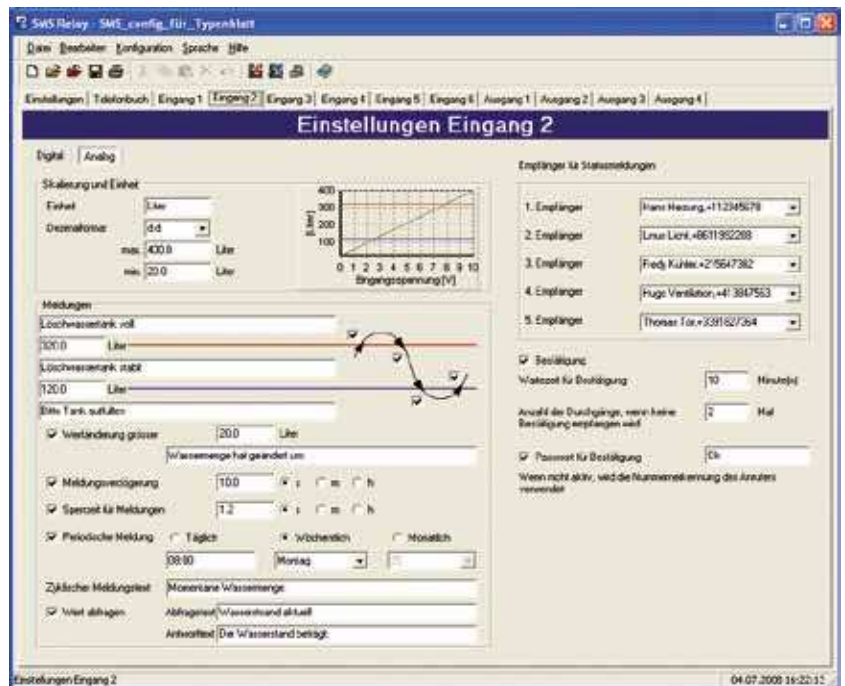 SMS Relay - SMS_config_für_Typenblatt
Datei Bearbeiten Konfiguration Sprache Hilfe
Einstellungen Telefonbuch Eingang 1 Eingang 2 Eingang 3 Eingang 4 Eingang 5 Eingang 6 Ausgang 1 Ausgang 2 Ausgang 3 Ausgang 4
Einstellungen Eingang 2
Digital Analog
Skalierung und Einheit
Einheit Liter
Dezimalformat d.d
max. 400.0 Liter
min. 20.0 Liter
[Liter]
400
300
200
100
0 1 2 3 4 5 6 7 8 9 10
Eingangsspannung [V]
Meldungen
Löschwassertank voll
320.0 Liter
Löschwassertank stabil
120.0 Liter
Bitte Tank auffüllen
Wertänderung grösser 20.0 Liter
Wassermenge hat geändert um
Meldungsverzögerung 10.0 s m h
Sperrzeit für Meldungen 1.2 s m h
Periodische Meldung Täglich Wöchentlich Monatlich
08:00 Montag
Zyklischer Meldungstext Momentane Wassermenge
Wert abfragen Abfragetext Wasserstand aktuell
Antworttext Der Wasserstand beträgt:
Empfänger für Statusmeldungen
1. Empfänger Hans Heizung,+112345678
2. Empfänger Linus Licht,+8611982288
3. Empfänger Fredy Kühler,+215647382
4. Empfänger Hugo Ventilation,+413847563
5. Empfänger Thomas Tor,+3391827364
Bestätigung
Wartezeit für Bestätigung 10 Minute(n)
Anzahl der Durchgänge, wenn keine
Bestätigung empfangen wird 2 Mal
Passwort für Bestätigung Ok
Wenn nicht aktiv, wird die Nummernerkennung des Anrufers
verwendet
Einstellungen Eingang 2 04.07.2008 16:22:12